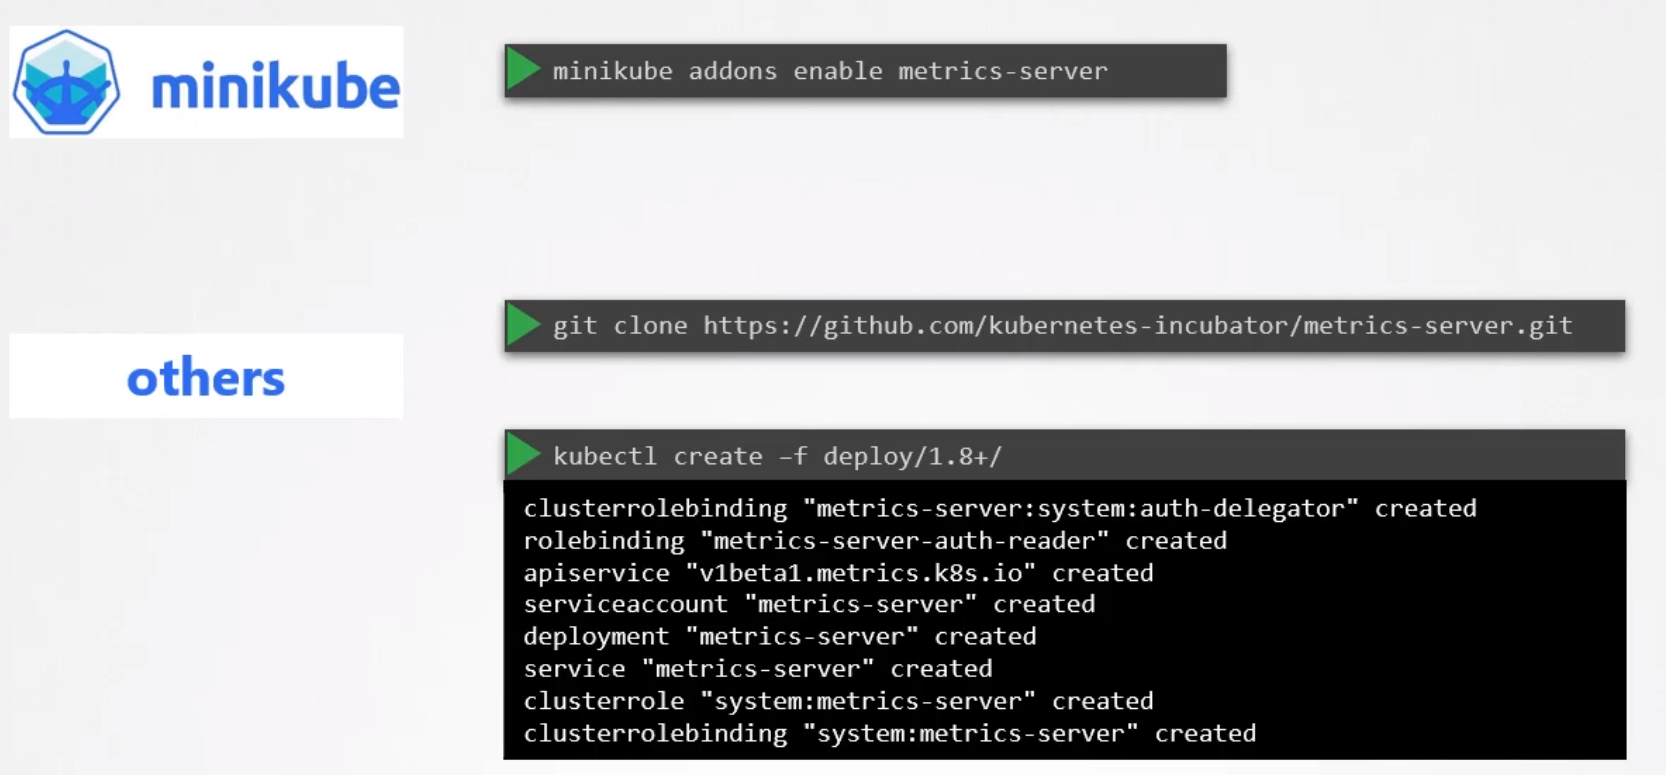 minikube
minikube addons enable metrics-server
others
git clone https://github.com/kubernetes-incubator/metrics-server.git
kubectl create –f deploy/1.8+/
clusterrolebinding "metrics-server:system:auth-delegator" created
rolebinding "metrics-server-auth-reader" created
apiservice "v1beta1.metrics.k8s.io" created
serviceaccount "metrics-server" created
deployment "metrics-server" created
service "metrics-server" created
clusterrole "system:metrics-server" created
clusterrolebinding "system:metrics-server" created